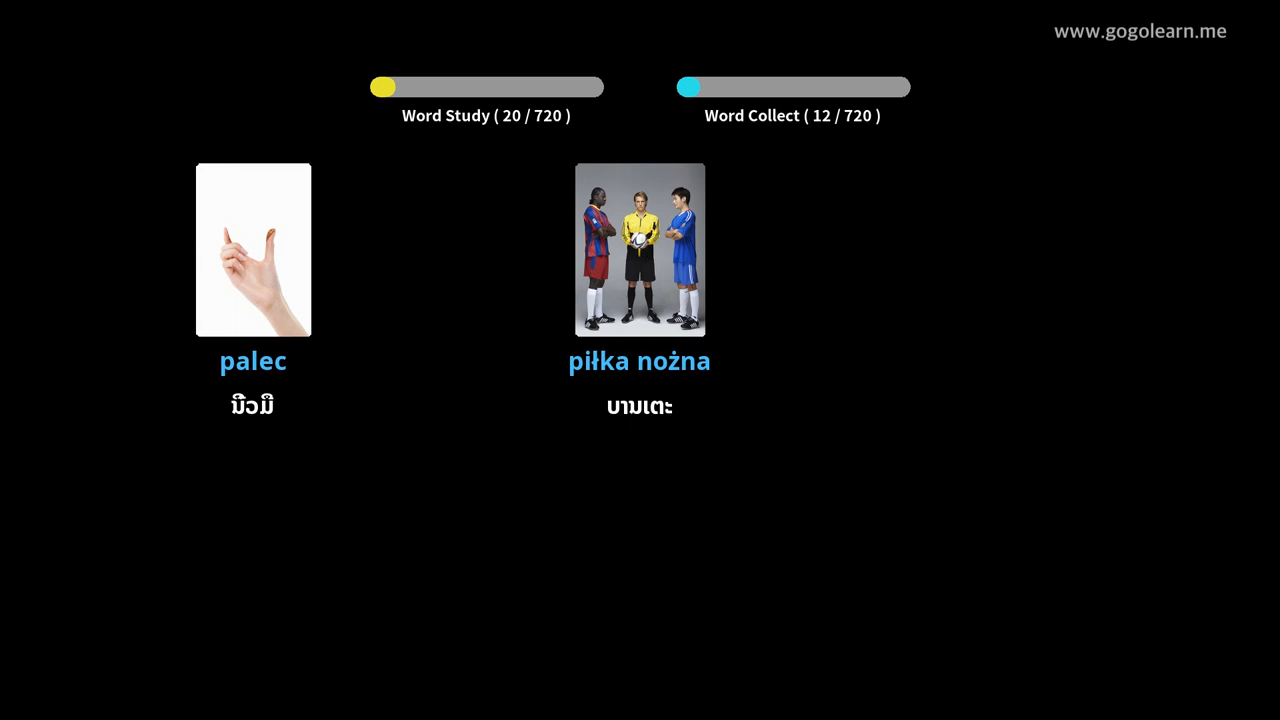 www.gogolearn.me
Word Study ( 20 / 720 )
Word Collect ( 12 / 720 )
palec
ນີ້ວມື
piłka nożna
ບານເຕະ